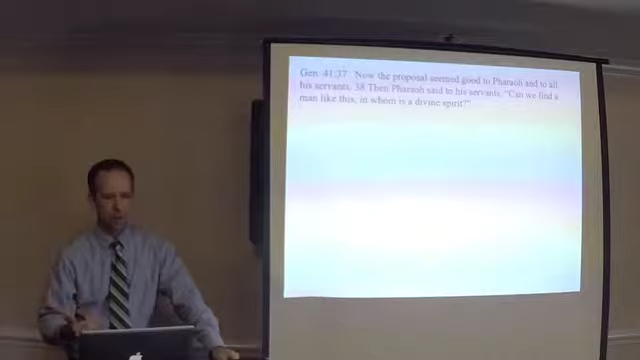 Gen. 41:37 Now the proposal seemed good to Pharaoh and to all
his servants. 38 Then Pharaoh said to his servants, "Can we find a
man like this, in whom is a divine spirit?"